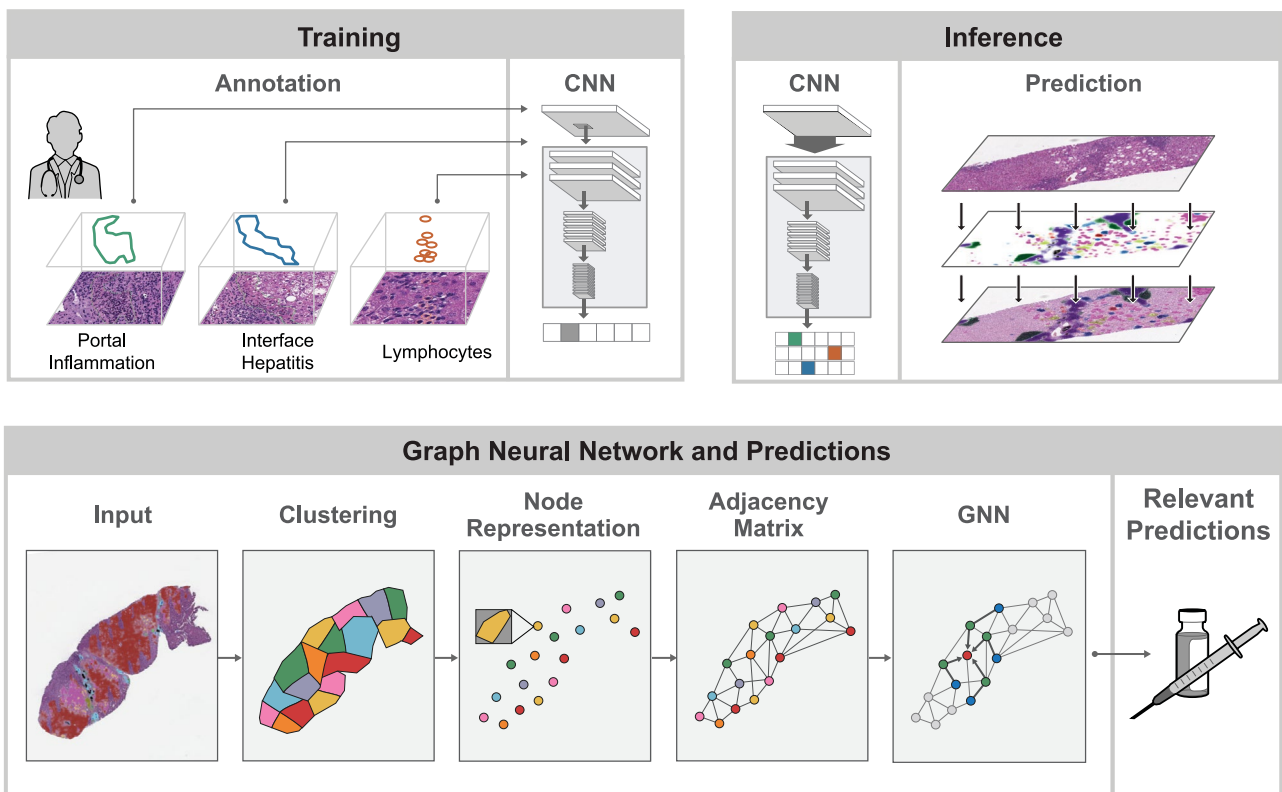 Training
Annotation
CNN
Portal
Inflammation
Interface
Hepatitis
Lymphocytes
Inference
CNN
Prediction
Graph Neural Network and Predictions
Input
Clustering
Node
Representation
Adjacency
Matrix
GNN
Relevant
Predictions